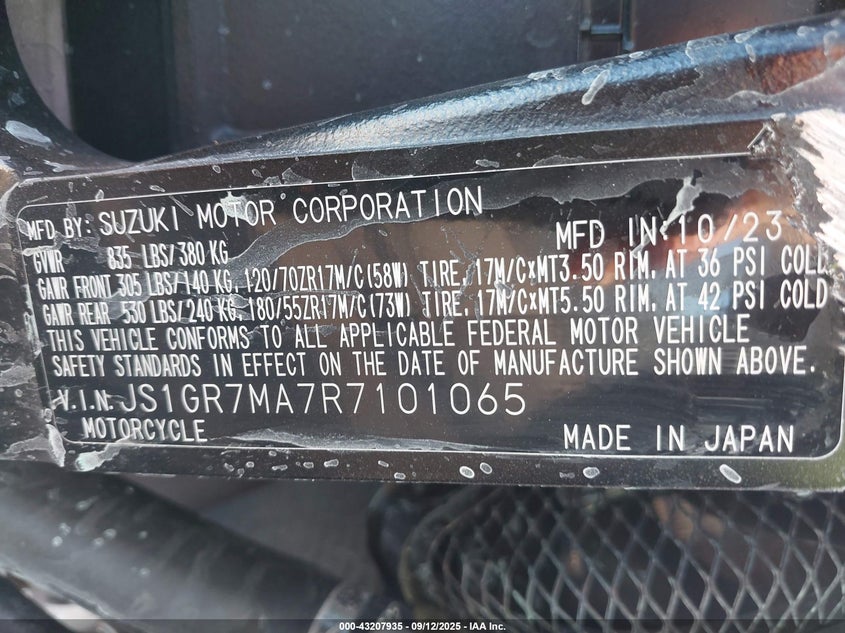 MFD BY: SUZUKI MOTOR CORPORATION
MFD IN 10/23
GVWR 835 LBS/380 KG
GAWR FRONT 305 LBS/140 KG, 120/70ZR17M/C(58W) TIRE, 17M/C×MT3.50 RIM, AT 36 PSI COLD
GAWR REAR 530 LBS/240 KG, 180/55ZR17M/C(73W) TIRE, 17M/C×MT5.50 RIM, AT 42 PSI COLD
THIS VEHICLE CONFORMS TO ALL APPLICABLE FEDERAL MOTOR VEHICLE
SAFETY STANDARDS IN EFFECT ON THE DATE OF MANUFACTURE SHOWN ABOVE.
V.I.N: JS1GR7MA7R7101065
MOTORCYCLE MADE IN JAPAN
000-43207935 - 09/12/2025 - IAA Inc.